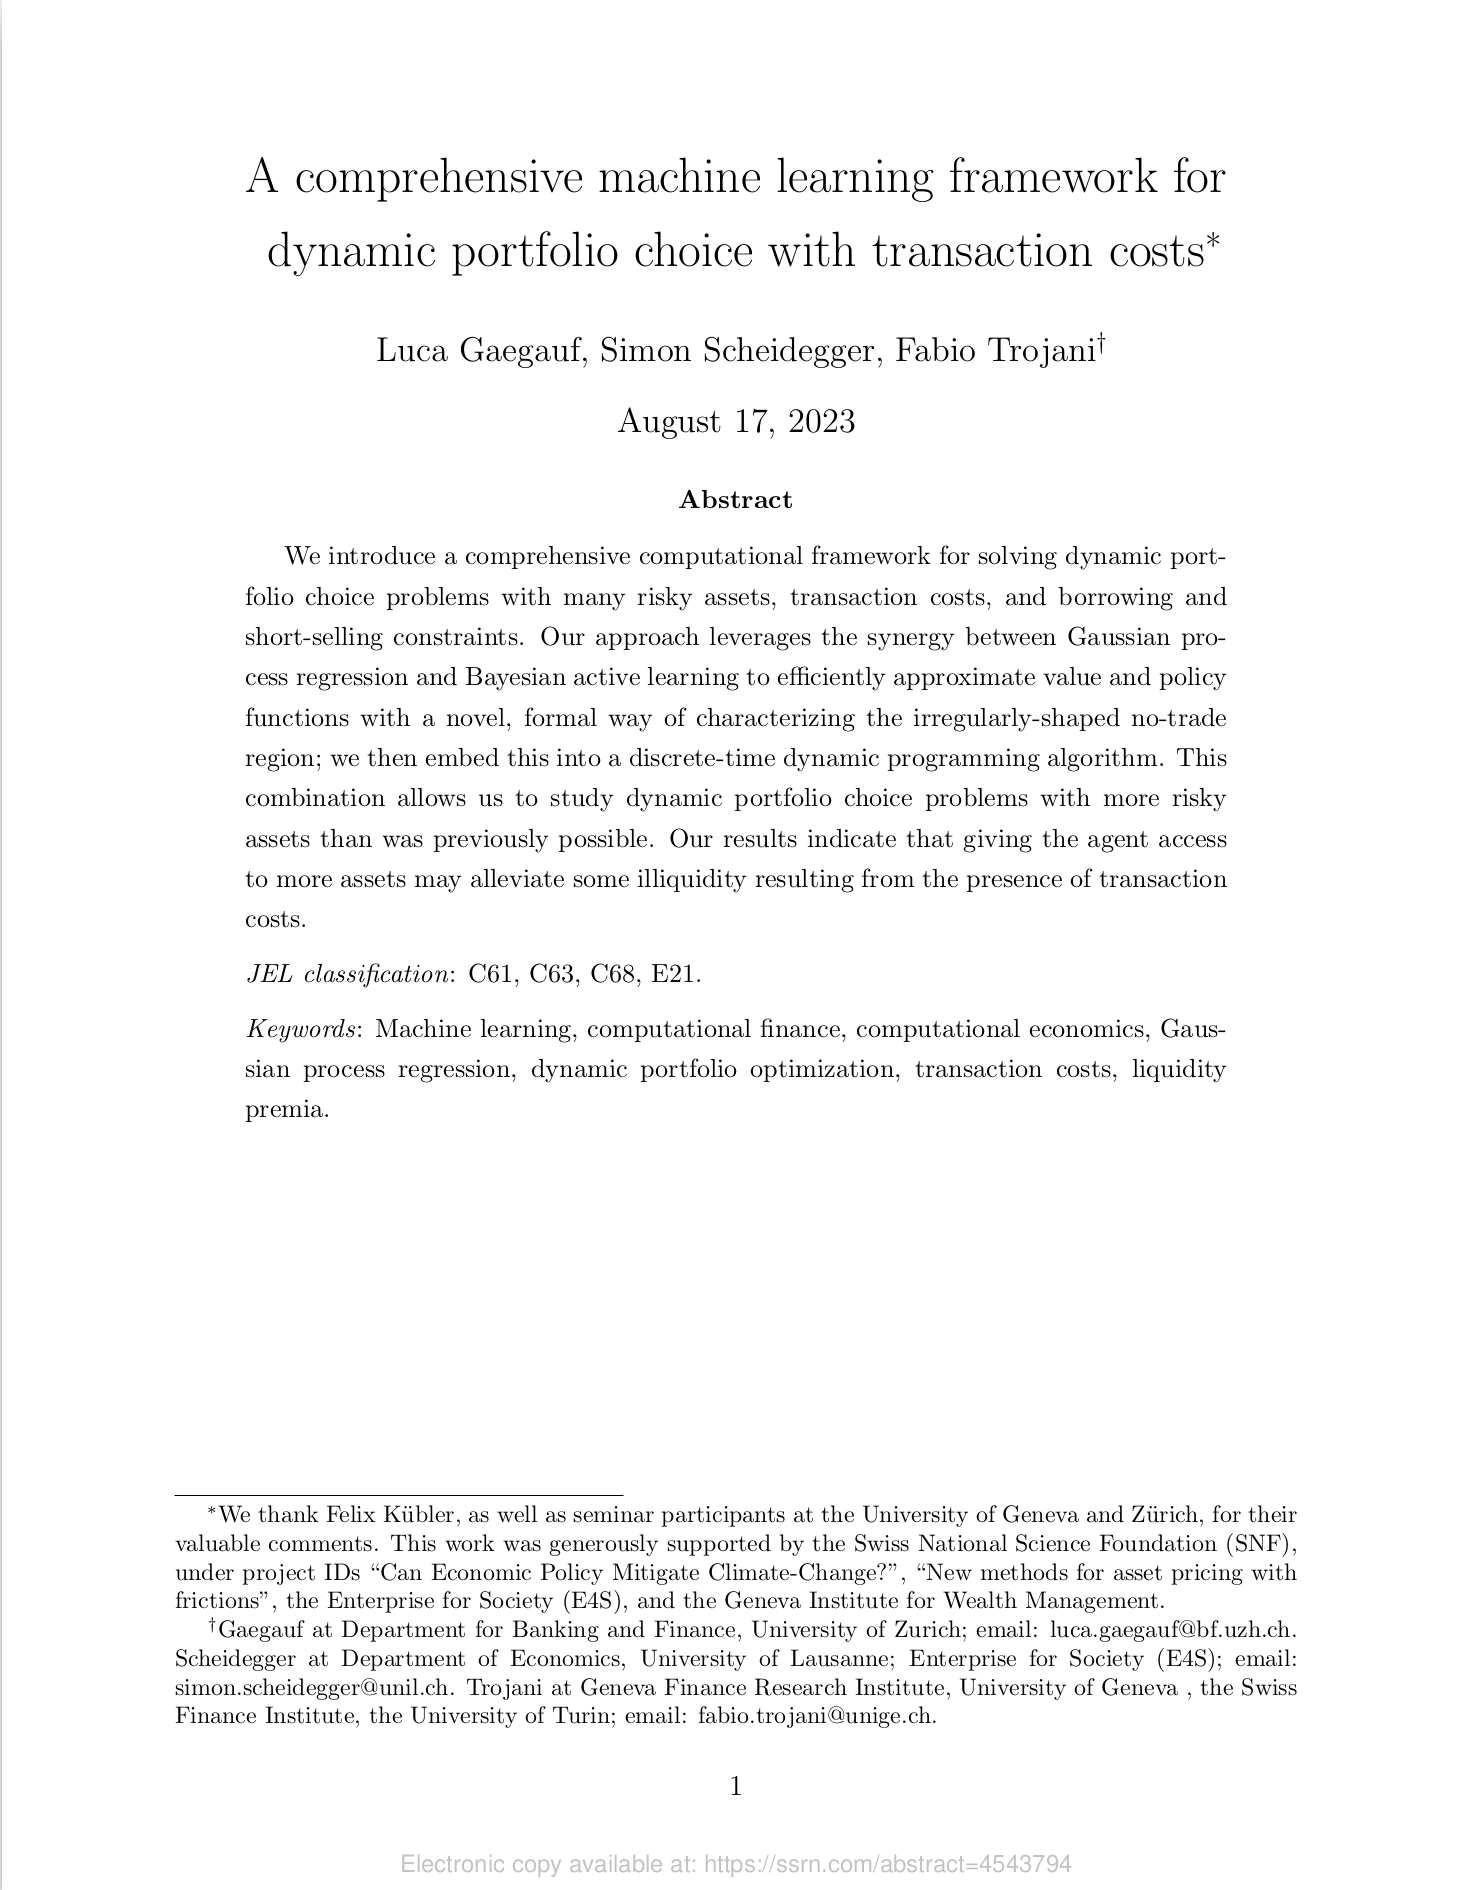 A comprehensive machine learning framework for
dynamic portfolio choice with transaction costs*
Luca Gaegauf, Simon Scheidegger, Fabio Trojani†
August 17, 2023
Abstract
We introduce a comprehensive computational framework for solving dynamic port-
folio choice problems with many risky assets, transaction costs, and borrowing and
short-selling constraints. Our approach leverages the synergy between Gaussian pro-
cess regression and Bayesian active learning to efficiently approximate value and policy
functions with a novel, formal way of characterizing the irregularly-shaped no-trade
region; we then embed this into a discrete-time dynamic programming algorithm. This
combination allows us to study dynamic portfolio choice problems with more risky
assets than was previously possible. Our results indicate that giving the agent access
to more assets may alleviate some illiquidity resulting from the presence of transaction
costs.
JEL classification: C61, C63, C68, E21.
Keywords: Machine learning, computational finance, computational economics, Gaus-
sian process regression, dynamic portfolio optimization, transaction costs, liquidity
premia.
*We thank Felix Kübler, as well as seminar participants at the University of Geneva and Zürich, for their
valuable comments. This work was generously supported by the Swiss National Science Foundation (SNF),
under project IDs “Can Economic Policy Mitigate Climate-Change?”, “New methods for asset pricing with
frictions”, the Enterprise for Society (E4S), and the Geneva Institute for Wealth Management.
†Gaegauf at Department for Banking and Finance, University of Zurich; email: luca.gaegauf@bf.uzh.ch.
Scheidegger at Department of Economics, University of Lausanne; Enterprise for Society (E4S); email:
simon.scheidegger@unil.ch. Trojani at Geneva Finance Research Institute, University of Geneva , the Swiss
Finance Institute, the University of Turin; email: fabio.trojani@unige.ch.
1
Electronic copy available at: https://ssrn.com/abstract=4543794